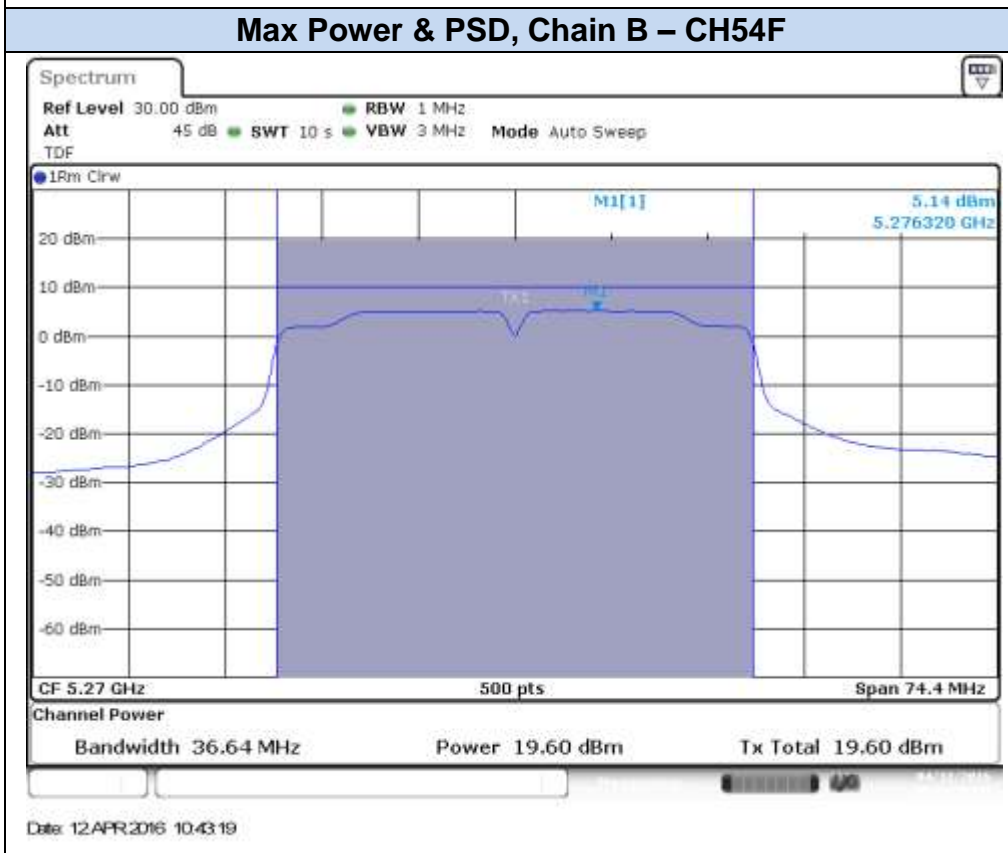 Max Power & PSD, Chain B – CH54F
Spectrum
Ref Level 30.00 dBm RBW 1 MHz
Att 45 dB SWT 10 s VBW 3 MHz Mode Auto Sweep
TDF
1Rm Clrw
M1[1] 5.14 dBm
5.276320 GHz
20 dBm
10 dBm
M1
0 dBm
-10 dBm
-20 dBm
-30 dBm
-40 dBm
-50 dBm
-60 dBm
CF 5.27 GHz 500 pts Span 74.4 MHz
Channel Power
Bandwidth 36.64 MHz Power 19.60 dBm Tx Total 19.60 dBm
Date: 12.APR.2016 10:43:19